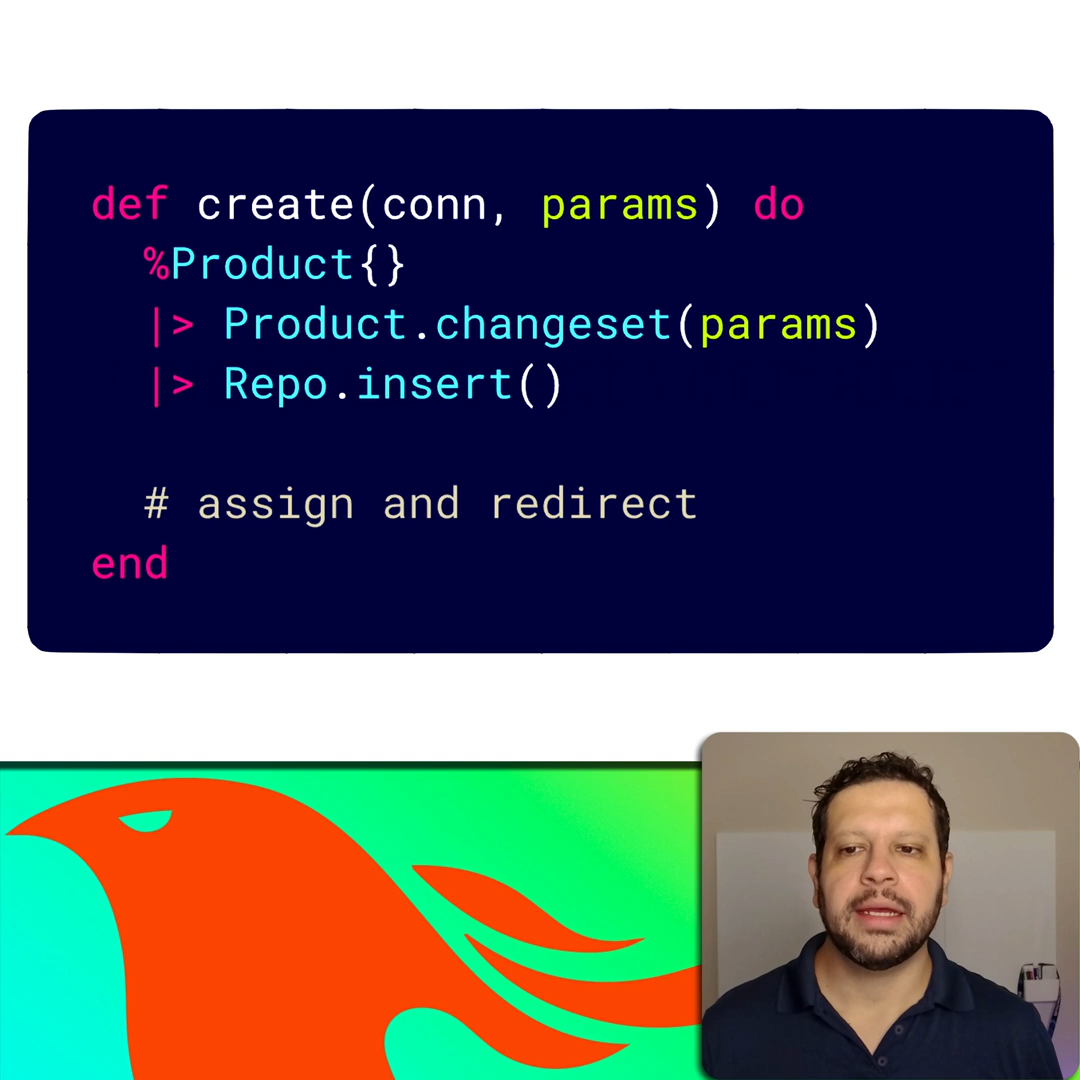 def create(conn, params) do
  %Product{}
  |> Product.changeset(params)
  |> Repo.insert()
  # assign and redirect
end